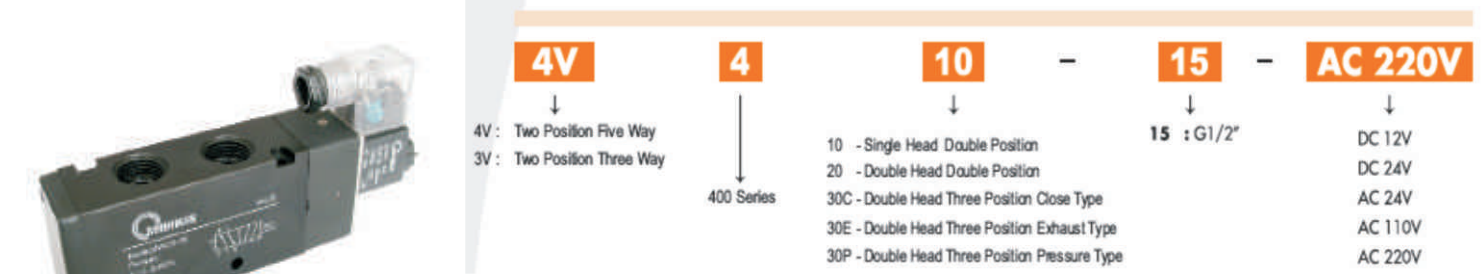 4V 4 10 - 15 - AC 220V
4V : Two Position Five Way
3V : Two Position Three Way
400 Series
10 - Single Head Double Position
20 - Double Head Double Position
30C - Double Head Three Position Close Type
30E - Double Head Three Position Exhaust Type
30P - Double Head Three Position Pressure Type
15 : G1/2"
DC 12V
DC 24V
AC 24V
AC 110V
AC 220V